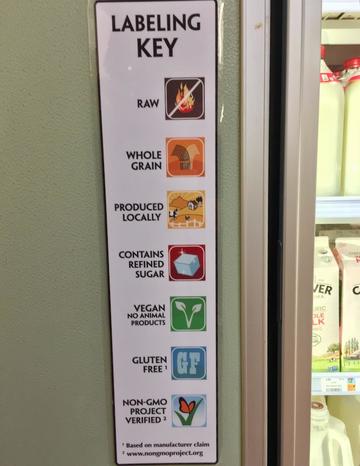 LABELING
KEY
RAW
WHOLE
GRAIN
PRODUCED
LOCALLY
CONTAINS
REFINED
SUGAR
VEGAN
NO ANIMAL
PRODUCTS
GLUTEN
FREE ¹
GF
NON-GMO
PROJECT
VERIFIED ²
¹ Based on manufacturer claim
² www.nongmoproject.org